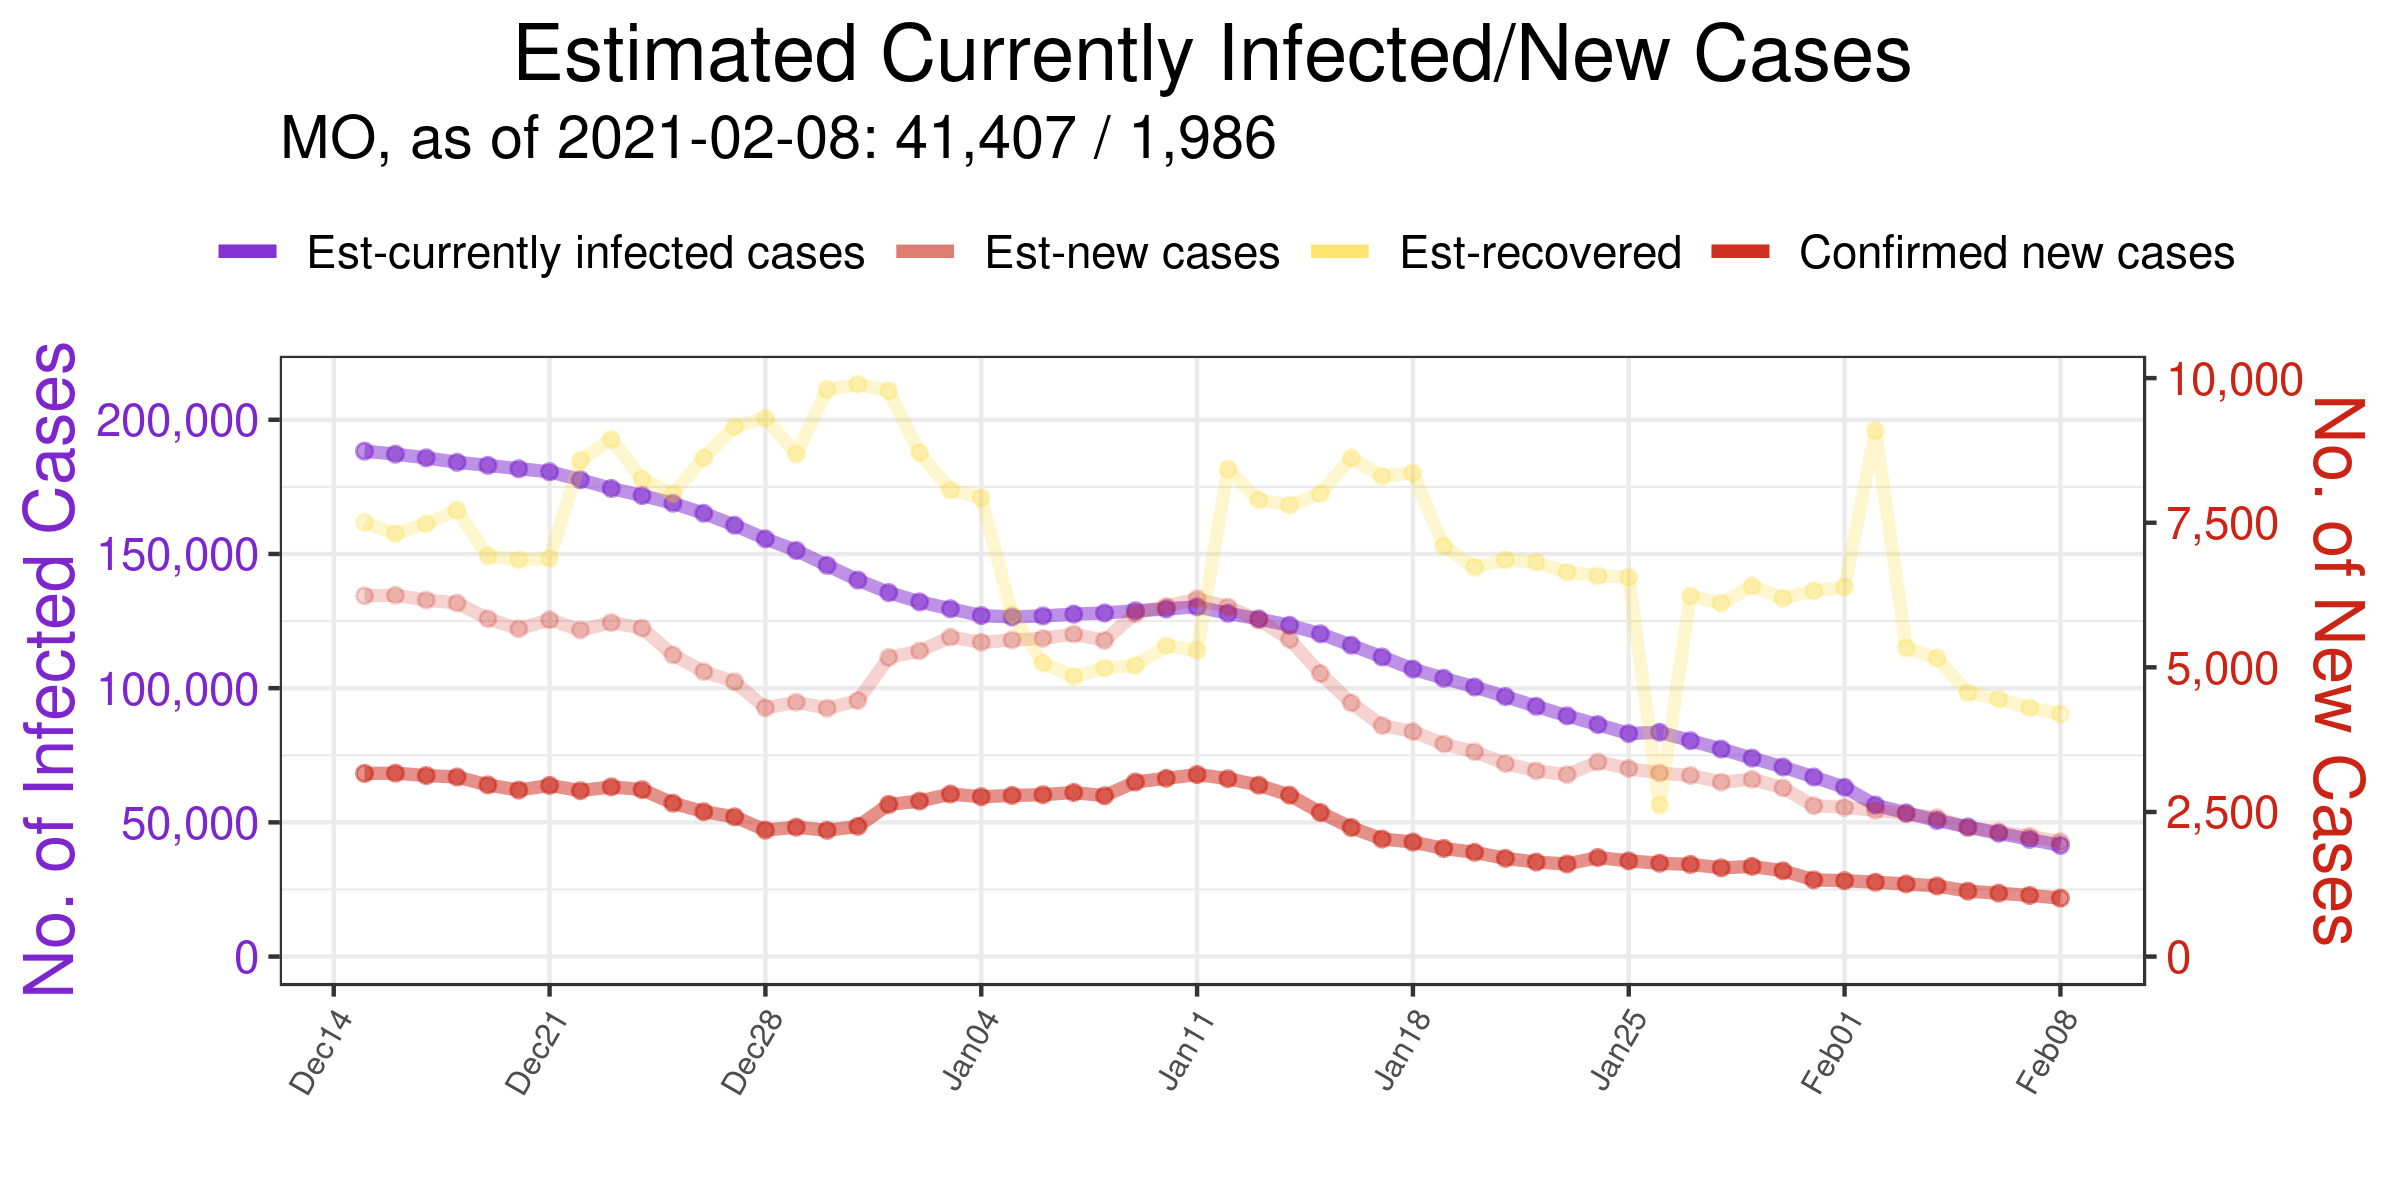 Estimated Currently Infected/New Cases
MO, as of 2021-02-08: 41,407 / 1,986
Est-currently infected cases Est-new cases Est-recovered Confirmed new cases
No. of Infected Cases
200,000
150,000
100,000
50,000
0
10,000
7,500
5,000
2,500
0
No. of New Cases
Dec14 Dec21 Dec28 Jan04 Jan11 Jan18 Jan25 Feb01 Feb08